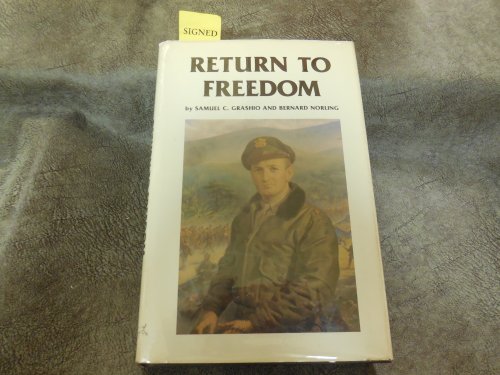 SIGNED
RETURN TO
FREEDOM
by SAMUEL C. GRASHIO AND BERNARD NORLING